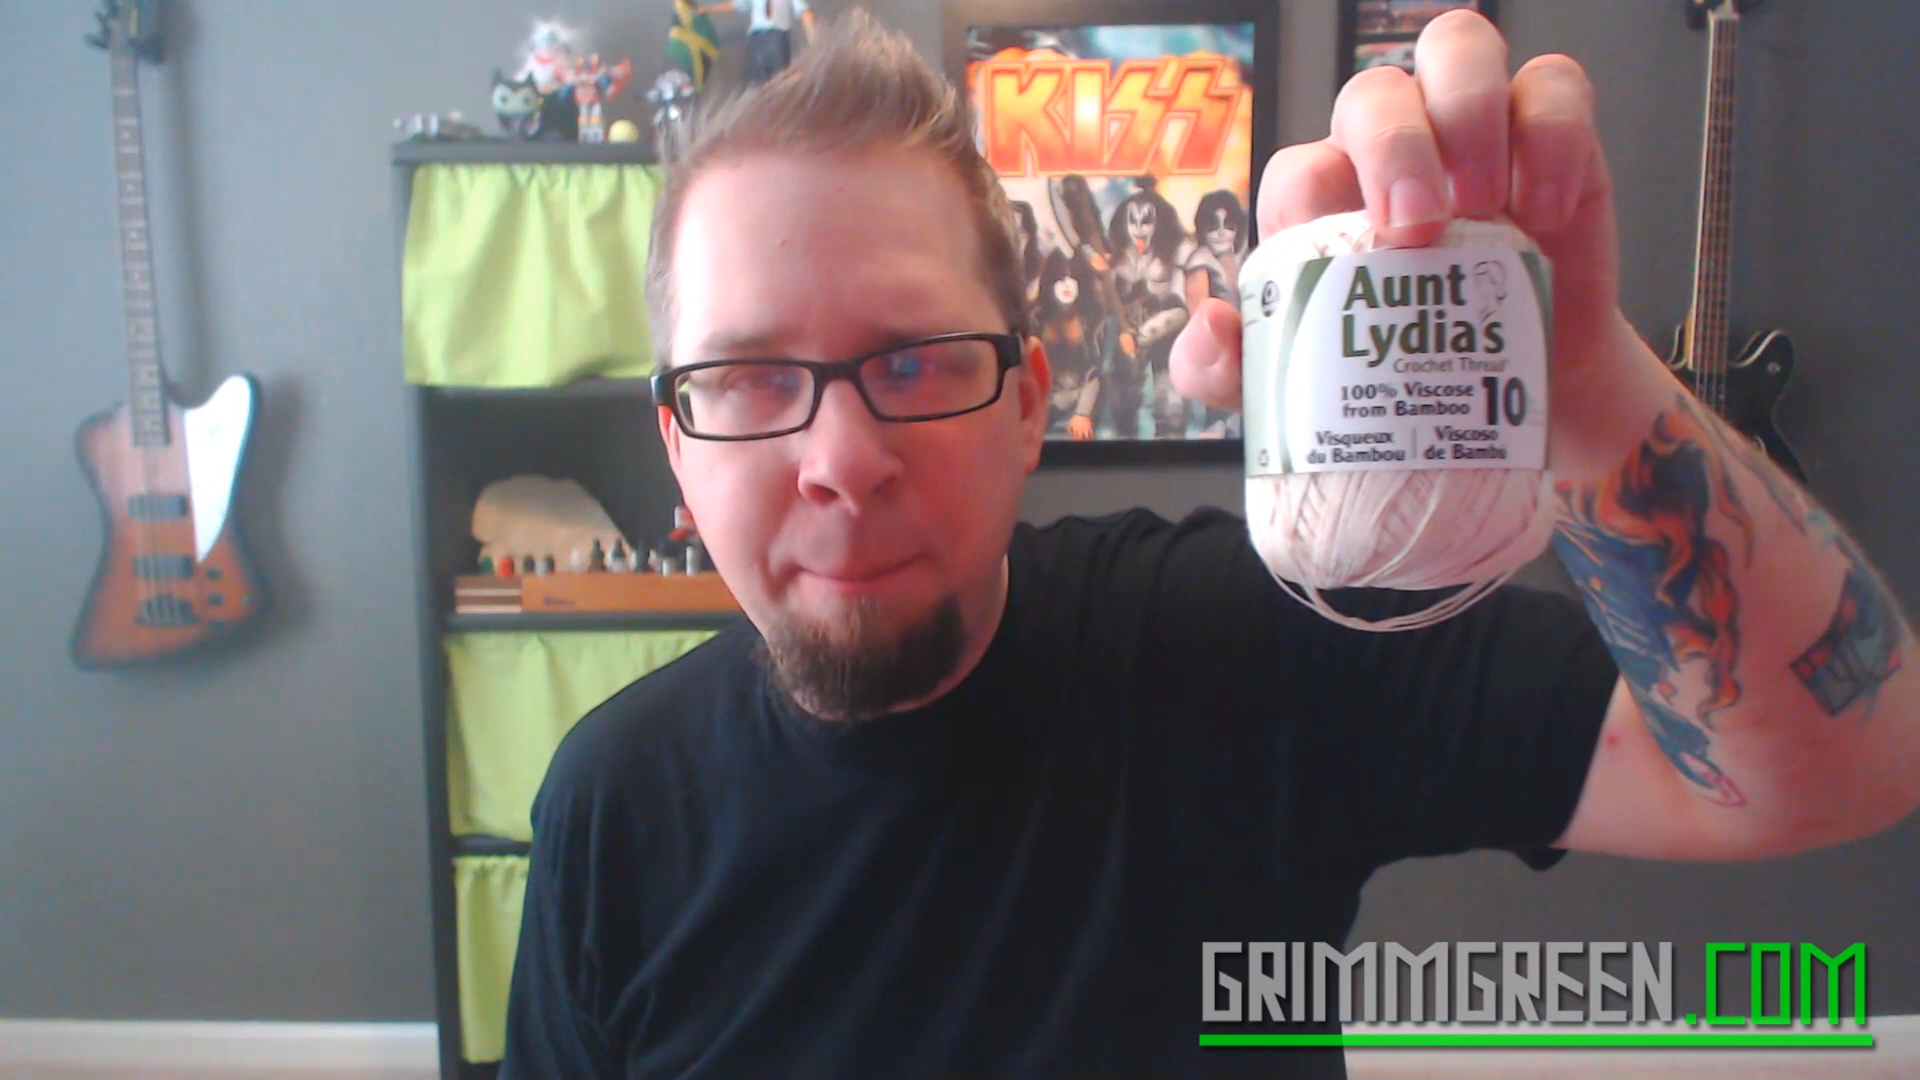 KISS
Aunt
Lydia's
Crochet Thread
100% Viscose
from Bamboo
10
Visqueux
du Bambou
Viscoso
de Bambu
GRIMMGREEN.COM